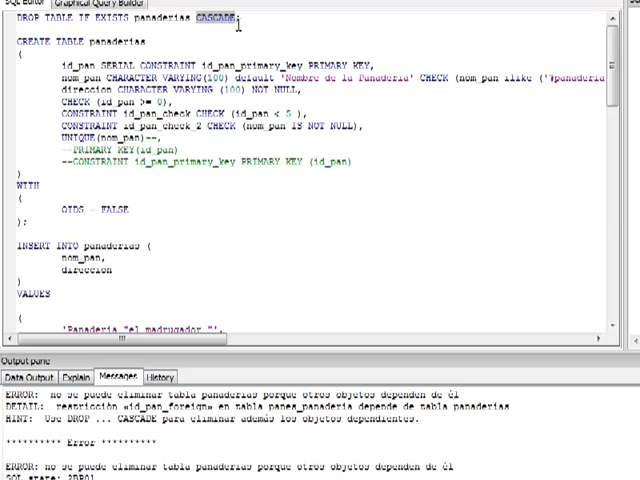 SQL Editor Graphical Query Builder
DROP TABLE IF EXISTS panaderias CASCADE;
CREATE TABLE panaderias
(
id_pan SERIAL CONSTRAINT id_pan_primary_key PRIMARY KEY,
nom_pan CHARACTER VARYING(100) default 'Nombre de la Panaderia' CHECK (nom_pan ilike ('%panaderia
direccion CHARACTER VARYING (100) NOT NULL,
CHECK (id_pan >= 0),
CONSTRAINT id_pan_check CHECK (id_pan < 5 ),
CONSTRAINT id_pan_check_2 CHECK (nom_pan IS NOT NULL),
UNIQUE(nom_pan)--,
--PRIMARY KEY(id_pan)
--CONSTRAINT id_pan_primary_key PRIMARY KEY (id_pan)
)
WITH
(
OIDS = FALSE
);
INSERT INTO panaderias (
nom_pan,
direccion
)
VALUES
(
'Panaderia "el madrugador "',
Output pane
Data Output Explain Messages History
ERROR: no se puede eliminar tabla panaderias porque otros objetos dependen de él
DETAIL: restricción «id_pan_foreign» en tabla panes_panaderia depende de tabla panaderias
HINT: Use DROP ... CASCADE para eliminar además los objetos dependientes.
********** Error **********
ERROR: no se puede eliminar tabla panaderias porque otros objetos dependen de él
SQL state: 2BP01